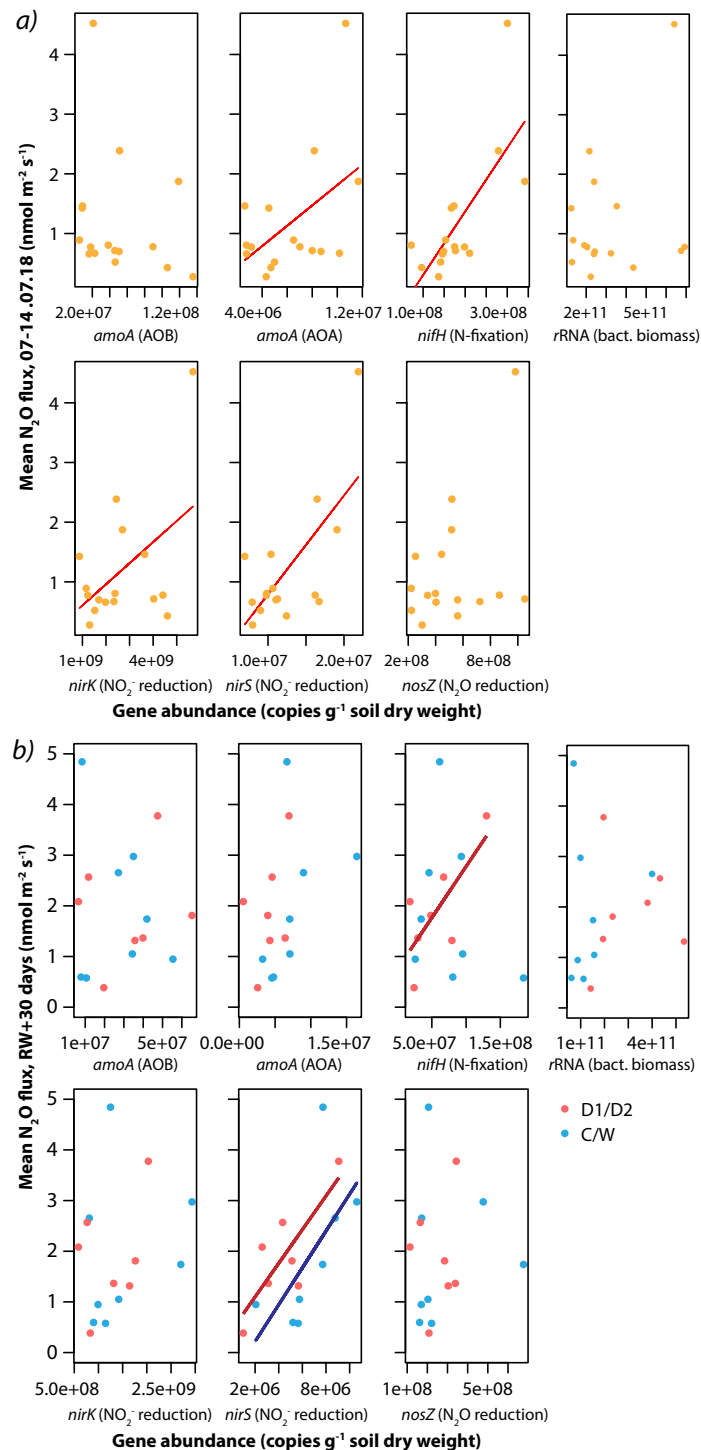 a)
Mean N₂O flux, 07-14.07.18 (nmol m⁻² s⁻¹)
4
3
2
1
5
4
3
2
1
2.0e+07 1.2e+08
amoA (AOB)
4.0e+06 1.2e+07
amoA (AOA)
1.0e+08 3.0e+08
nifH (N-fixation)
2e+11 5e+11
rRNA (bact. biomass)
4
3
2
1
1e+09 4e+09
nirK (NO₂⁻ reduction)
1.0e+07 2.0e+07
nirS (NO₂⁻ reduction)
2e+08 8e+08
nosZ (N₂O reduction)
Gene abundance (copies g⁻¹ soil dry weight)
b)
Mean N₂O flux, RW+30 days (nmol m⁻² s⁻¹)
5
4
3
2
1
0
1e+07 5e+07
amoA (AOB)
0.0e+00 1.5e+07
amoA (AOA)
5.0e+07 1.5e+08
nifH (N-fixation)
1e+11 4e+11
rRNA (bact. biomass)
D1/D2
C/W
5
4
3
2
1
0
5.0e+08 2.5e+09
nirK (NO₂⁻ reduction)
2e+06 8e+06
nirS (NO₂⁻ reduction)
1e+08 5e+08
nosZ (N₂O reduction)
Gene abundance (copies g⁻¹ soil dry weight)